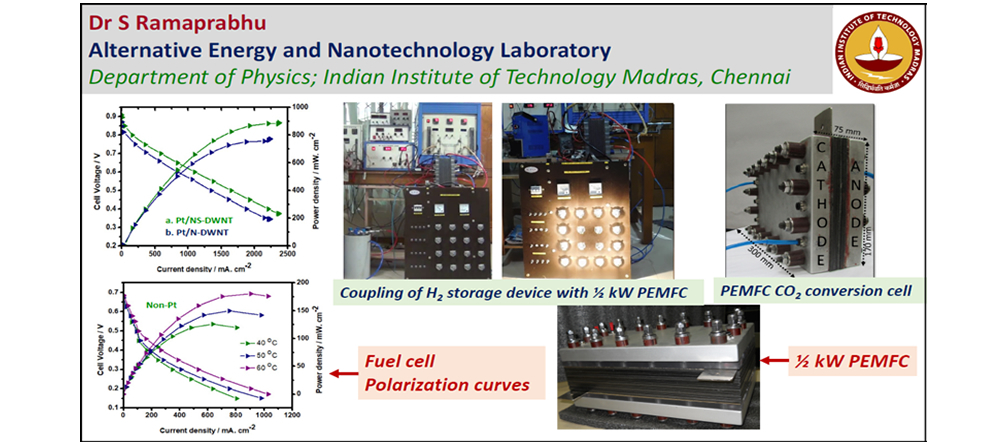 Dr S Ramaprabhu
Alternative Energy and Nanotechnology Laboratory
Department of Physics; Indian Institute of Technology Madras, Chennai
INDIAN INSTITUTE OF TECHNOLOGY MADRAS
सिद्धिर्भवति कर्मजा
0.9
0.8
0.7
0.6
0.5
0.4
0.3
0.2
Cell Voltage / V
1000
800
600
400
200
0
Power density / mW. cm-2
a. Pt/NS-DWNT
b. Pt/N-DWNT
0 500 1000 1500 2000 2500
Current density / mA. cm-2
0.7
0.6
0.5
0.4
0.3
0.2
0.1
Cell Voltage / V
200
150
100
50
0
Power density / mW. cm-2
Non-Pt
40 °C
50 °C
60 °C
0 200 400 600 800 1000 1200
Current density / mA. cm-2
Coupling of H2 storage device with ½ kW PEMFC
75 mm
CATHODE
ANODE
300 mm
170 mm
PEMFC CO2 conversion cell
Fuel cell
Polarization curves
½ kW PEMFC